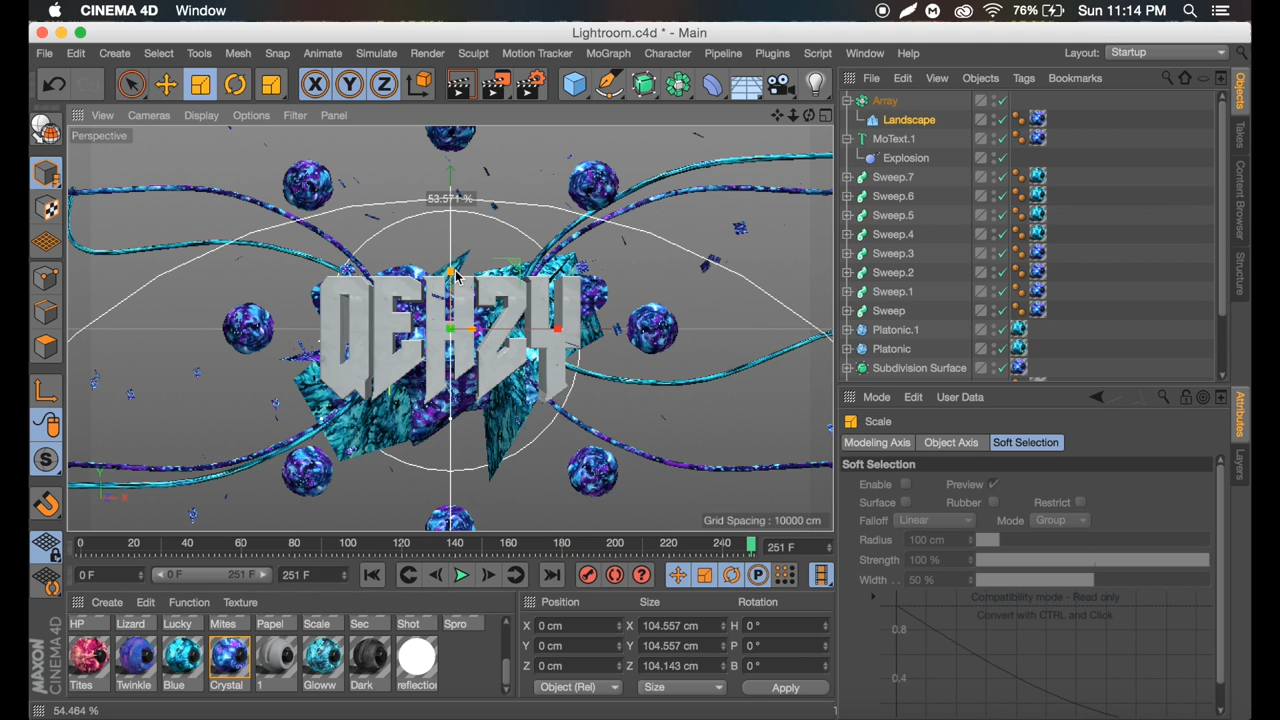 CINEMA 4D Window 76% Sun 11:14 PM
Lightroom.c4d * - Main
File Edit Create Select Tools Mesh Snap Animate Simulate Render Sculpt Motion Tracker MoGraph Character Pipeline Plugins Script Window Help Layout: Startup
X Y Z File Edit View Objects Tags Bookmarks
View Cameras Display Options Filter Panel
Perspective
Array
Landscape
MoText.1
Explosion
Sweep.7
Sweep.6
Sweep.5
Sweep.4
Sweep.3
Sweep.2
Sweep.1
Sweep
Platonic.1
Platonic
Subdivision Surface
Objects
Takes
Content Browser
Structure
53.571 %
QEHZY
Y
X
Grid Spacing : 10000 cm
S
Mode Edit User Data
Scale
Modeling Axis Object Axis Soft Selection
Soft Selection
Enable Preview
Surface Rubber Restrict
Falloff Linear Mode Group
Radius 100 cm
Strength 100 %
Width . . 50 %
Compatibility mode - Read only
Convert with CTRL and Click
0.8
0.4
Attributes
Layers
0 20 40 60 80 100 120 140 160 180 200 220 240 251 F
0 F 0 F 251 F 251 F P
Create Edit Function Texture
HP Lizard Lucky Mites Papel Scale Sec Shot Spro
Tites Twinkle Blue Crystal 1 Gloww Dark reflection
Position Size Rotation
X 0 cm X 104.557 cm H 0 °
Y 0 cm Y 104.557 cm P 0 °
Z 0 cm Z 104.143 cm B 0 °
Object (Rel) Size Apply
MAXON
CINEMA 4D
54.464 %